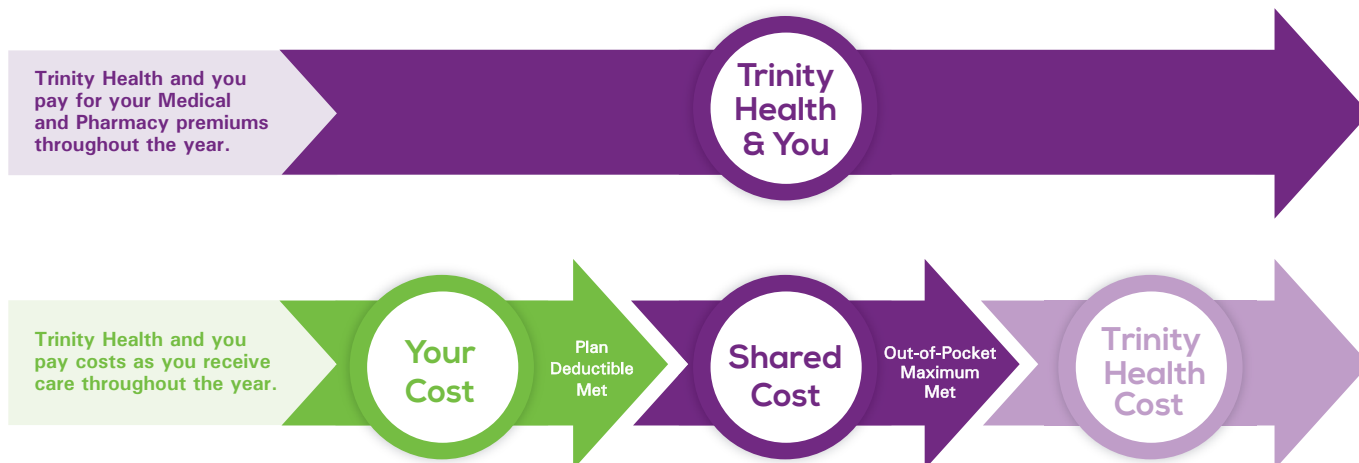 Trinity Health and you
pay for your Medical
and Pharmacy premiums
throughout the year.
Trinity
Health
& You
Trinity Health and you
pay costs as you receive
care throughout the year.
Your
Cost
Plan
Deductible
Met
Shared
Cost
Out-of-Pocket
Maximum
Met
Trinity
Health
Cost